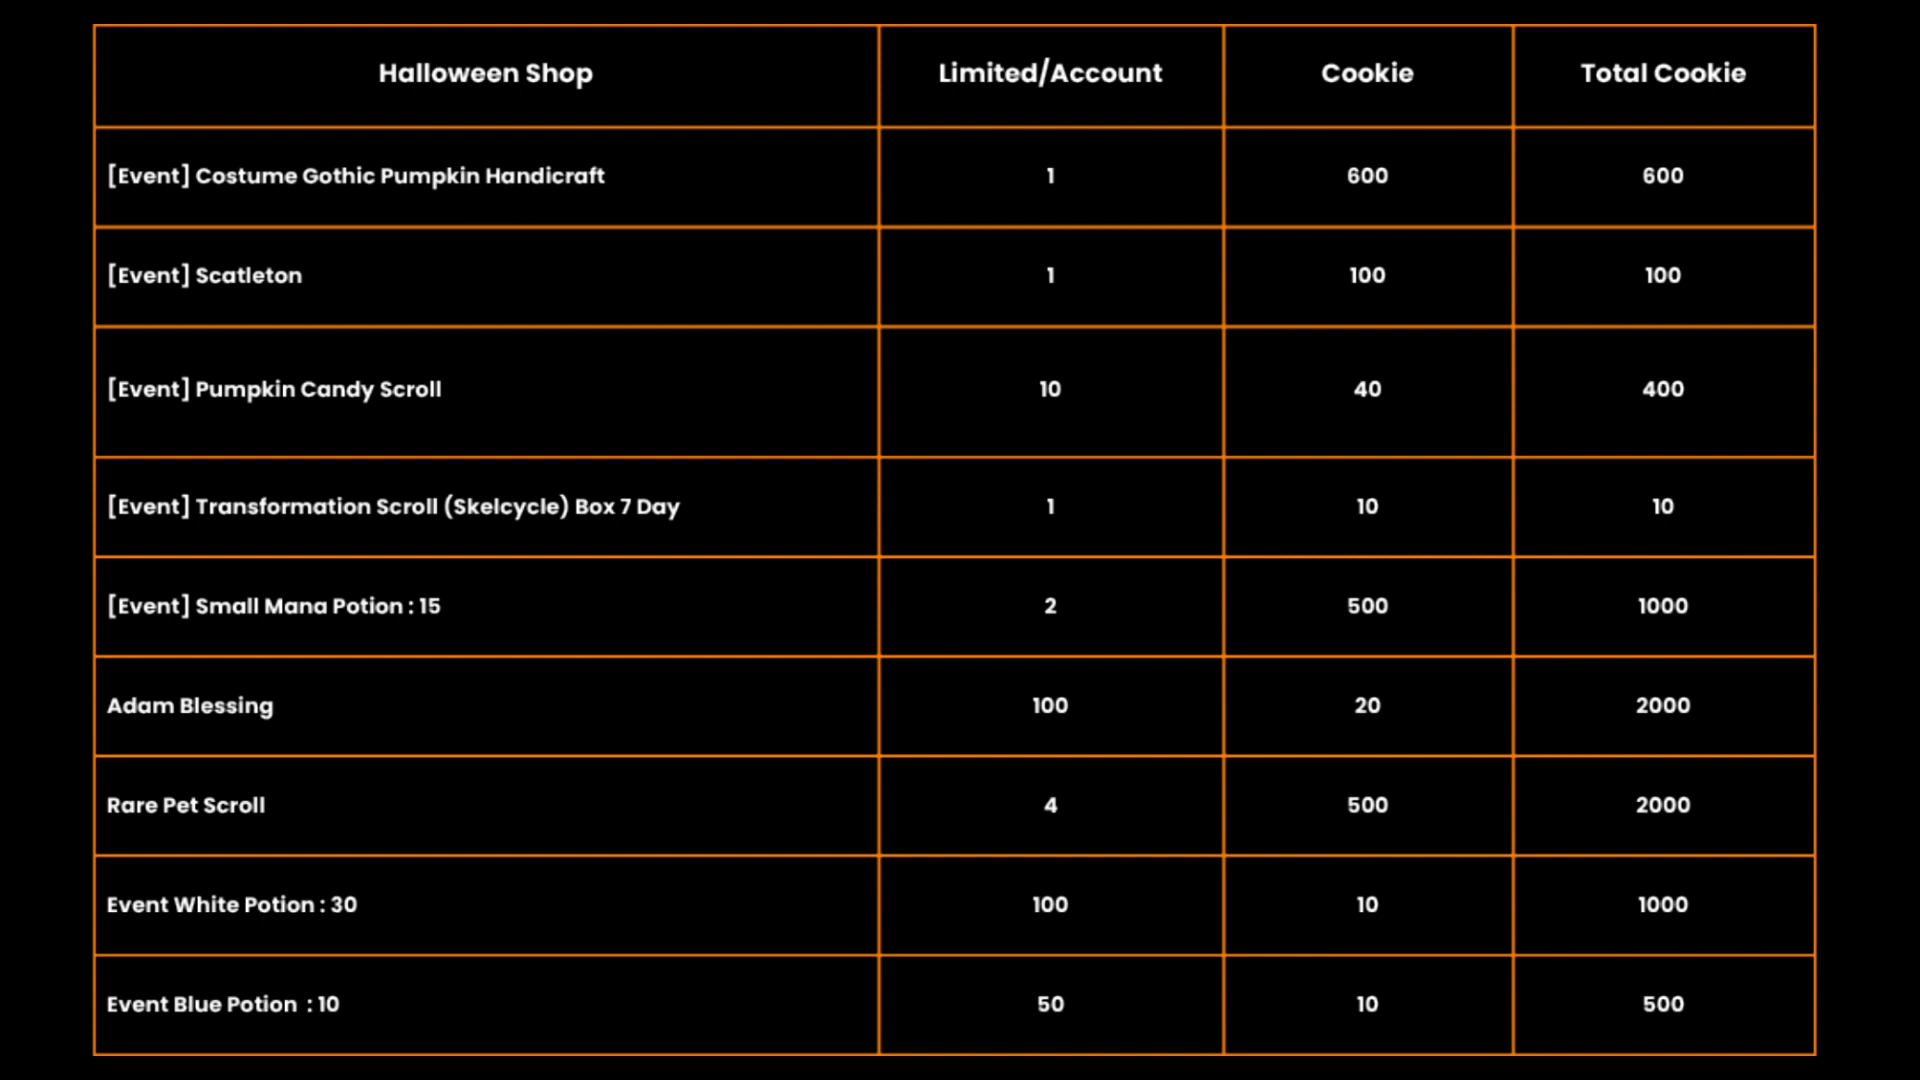 Halloween Shop Limited/Account Cookie Total Cookie
[Event] Costume Gothic Pumpkin Handicraft 1 600 600
[Event] Scatleton 1 100 100
[Event] Pumpkin Candy Scroll 10 40 400
[Event] Transformation Scroll (Skelcycle) Box 7 Day 1 10 10
[Event] Small Mana Potion : 15 2 500 1000
Adam Blessing 100 20 2000
Rare Pet Scroll 4 500 2000
Event White Potion : 30 100 10 1000
Event Blue Potion : 10 50 10 500